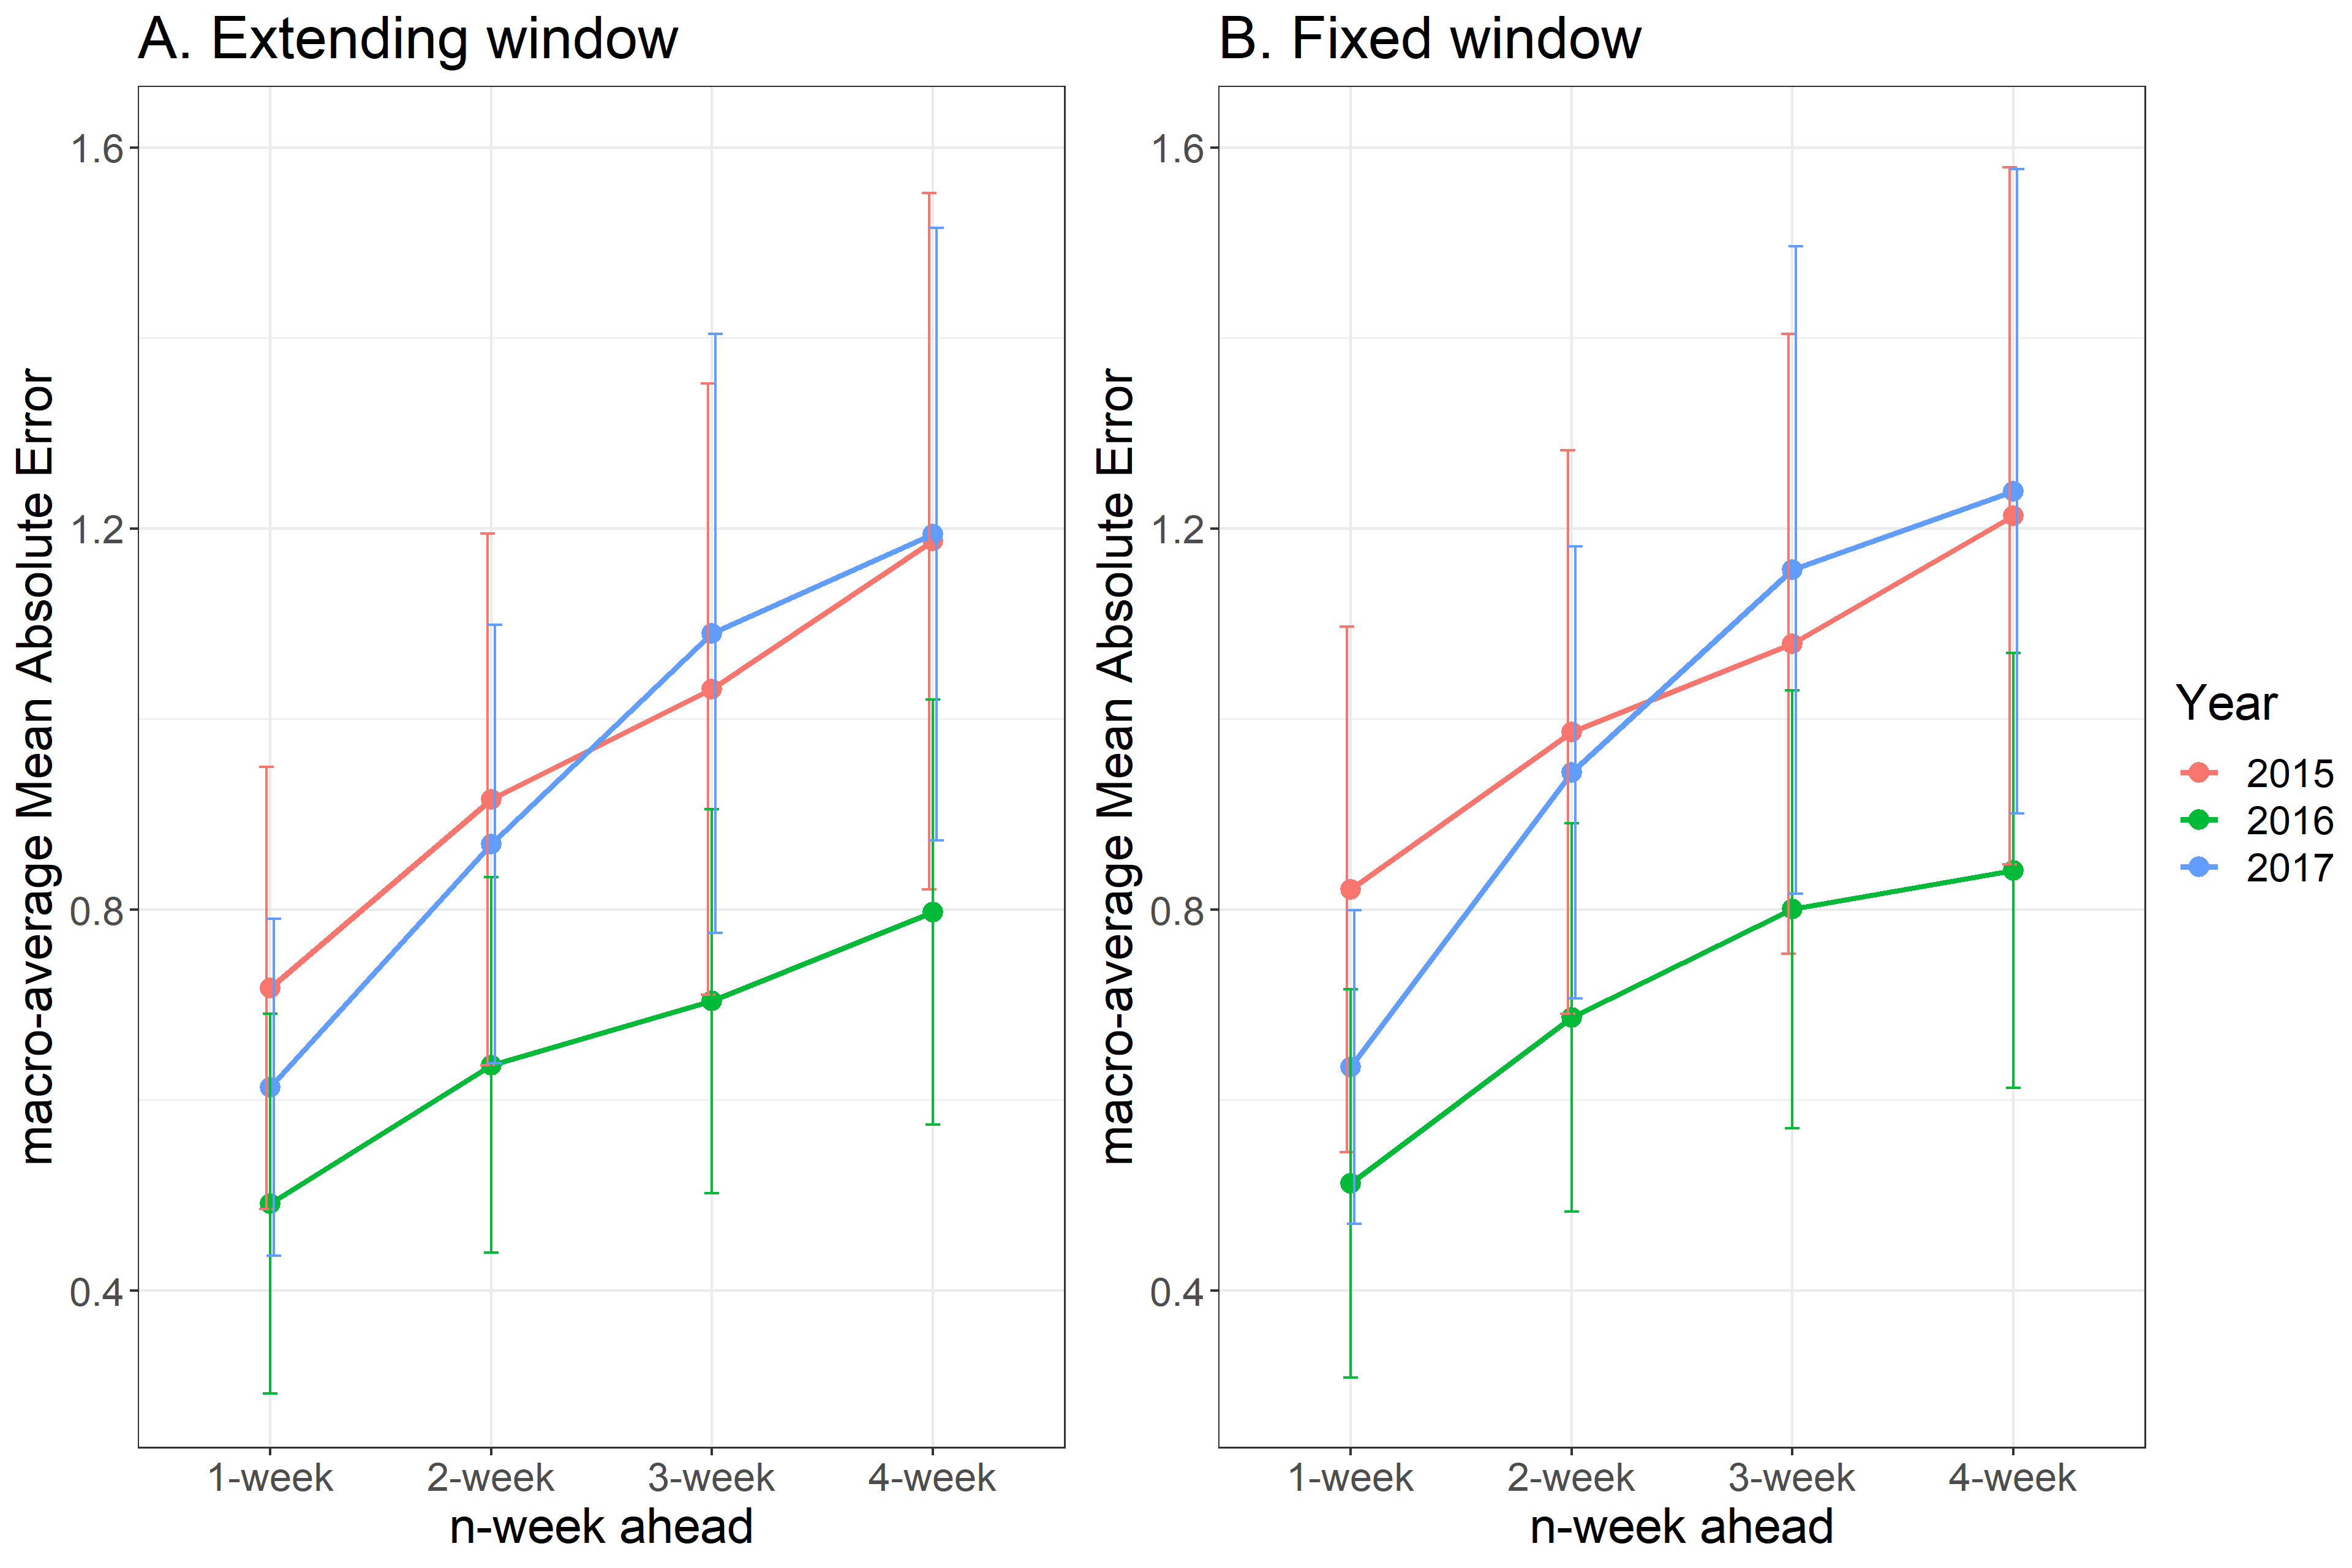 A. Extending window
macro-average Mean Absolute Error
1.6
1.2
0.8
0.4
1-week 2-week 3-week 4-week
n-week ahead
B. Fixed window
macro-average Mean Absolute Error
1.6
1.2
0.8
0.4
1-week 2-week 3-week 4-week
n-week ahead
Year
2015
2016
2017